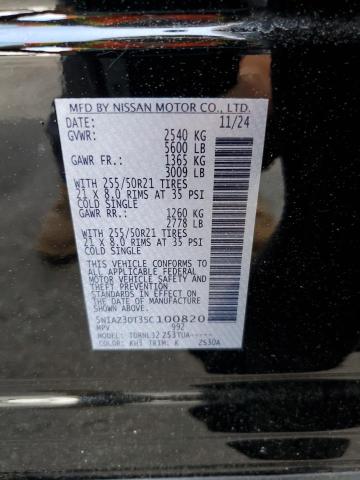 MFD BY NISSAN MOTOR CO., LTD.
DATE: 11/24
GVWR: 2540 KG
5600 LB
GAWR FR.: 1365 KG
3009 LB
WITH 255/50R21 TIRES
21 X 8.0 RIMS AT 35 PSI
COLD SINGLE
GAWR RR.: 1260 KG
2778 LB
WITH 255/50R21 TIRES
21 X 8.0 RIMS AT 35 PSI
COLD SINGLE
THIS VEHICLE CONFORMS TO
ALL APPLICABLE FEDERAL
MOTOR VEHICLE SAFETY AND
THEFT PREVENTION
STANDARDS IN EFFECT ON
THE DATE OF MANUFACTURE
SHOWN ABOVE.
5N1AZ3DT3SC100820
MPV 992
MODEL: TDRNLJ2 Z53TUA-----
COLOR: KH3 TRIM: K Z530A